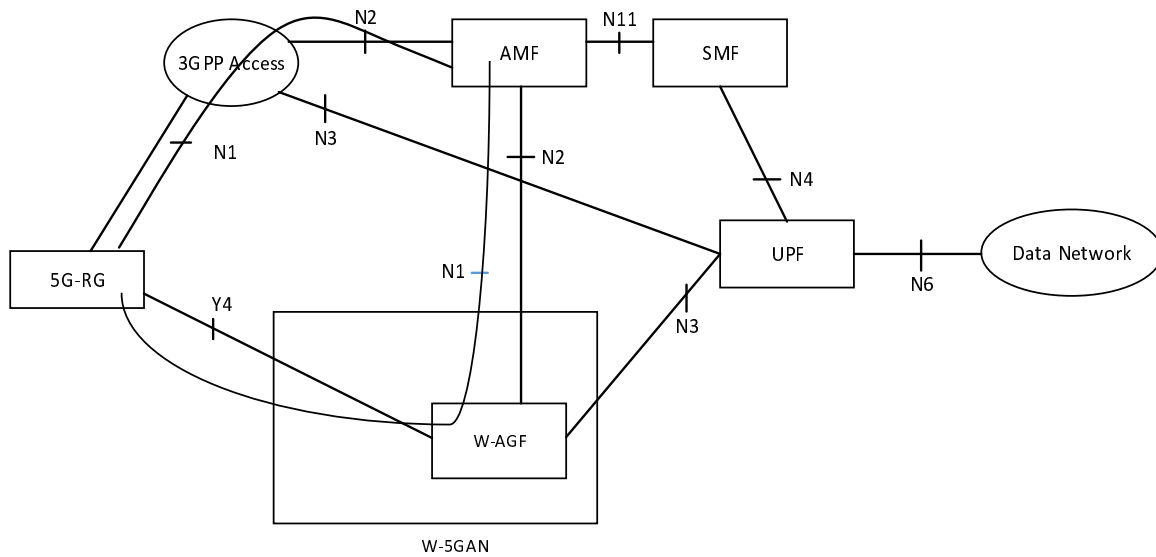 N2
N11
3GPP Access
AMF
SMF
N3
N1
N2
N4
5G-RG
N1
UPF
Data Network
N6
Y4
N3
W-AGF
W-5GAN